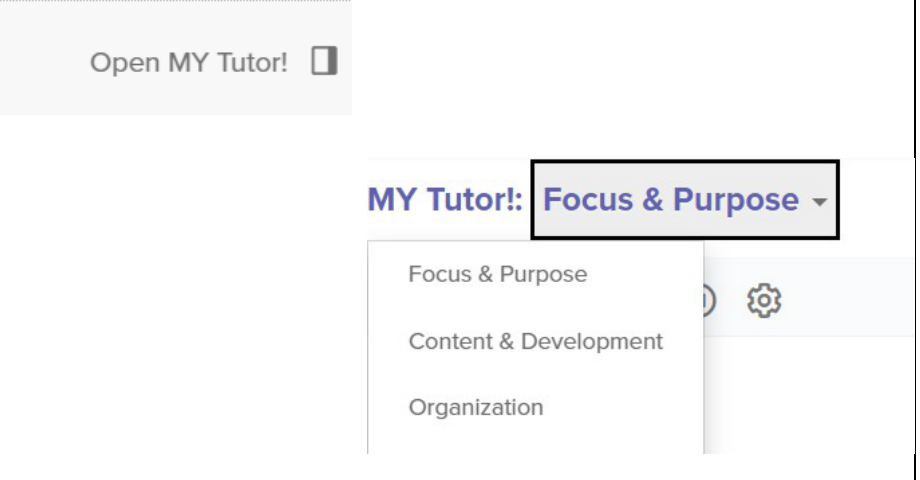 Open MY Tutor!
MY Tutor!: Focus & Purpose
Focus & Purpose
Content & Development
Organization